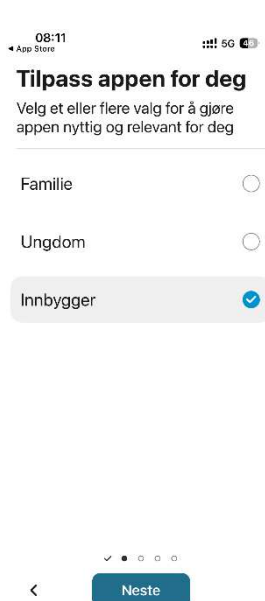 08:11
◂ App Store
5G 46
Tilpass appen for deg
Velg et eller flere valg for å gjøre
appen nyttig og relevant for deg
Familie
Ungdom
Innbygger
Neste